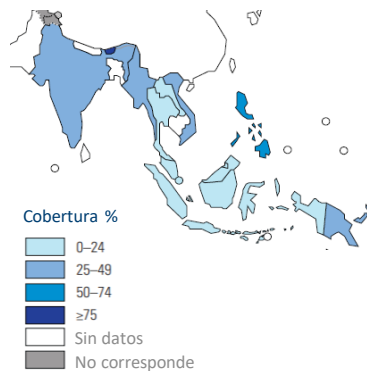 Cobertura %
0–24
25–49
50–74
≥75
Sin datos
No corresponde